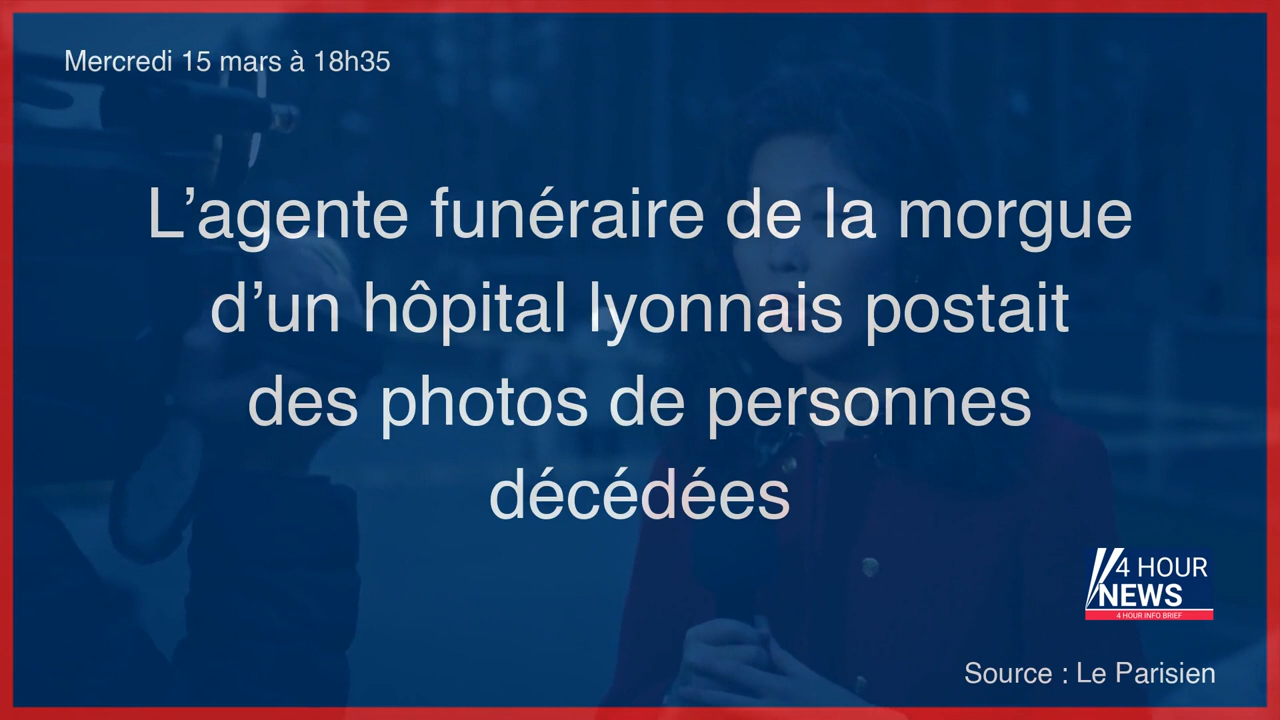 Mercredi 15 mars à 18h35
L’agente funéraire de la morgue
d’un hôpital lyonnais postait
des photos de personnes
décédées
4 HOUR
NEWS
4 HOUR INFO BRIEF
Source : Le Parisien